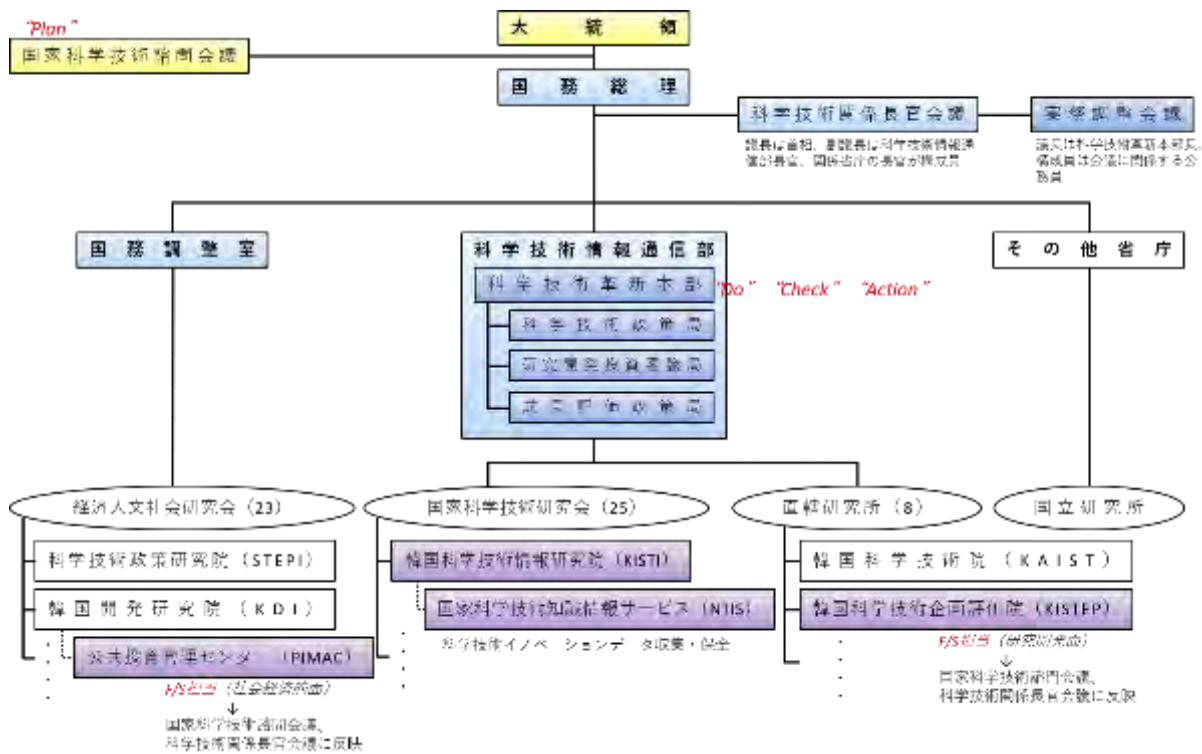 "Plan"
大統領
国家科学技術諮問会議
国務総理
科学技術関係長官会議
実務調整会議
議長は首相、副議長は科学技術情報通
信部長官、関係省庁の長官が構成員
議長は科学技術革新本部長、
構成員は会議に関係する公
務員
国務調整室
科学技術情報通信部
その他省庁
科学技術革新本部
"Do" "Check" "Action"
科学技術政策局
研究開発投資審議局
成果評価政策局
経済人文社会研究会（23）
国家科学技術研究会（25）
直轄研究所（8）
国立研究所
科学技術政策研究院（STEPI）
韓国科学技術情報研究院（KISTI）
韓国科学技術院（KAIST）
韓国開発研究院（KDI）
国家科学技術知識情報サービス（NTIS）
韓国科学技術企画評価院（KISTEP）
科学技術イノベーションデータ収集・保全
F/S担当（研究開発面）
公共投資管理センター（PIMAC）
↓
国家科学技術諮問会議、
科学技術関係長官会議に反映
F/S担当（社会経済的面）
↓
国家科学技術諮問会議、
科学技術関係長官会議に反映